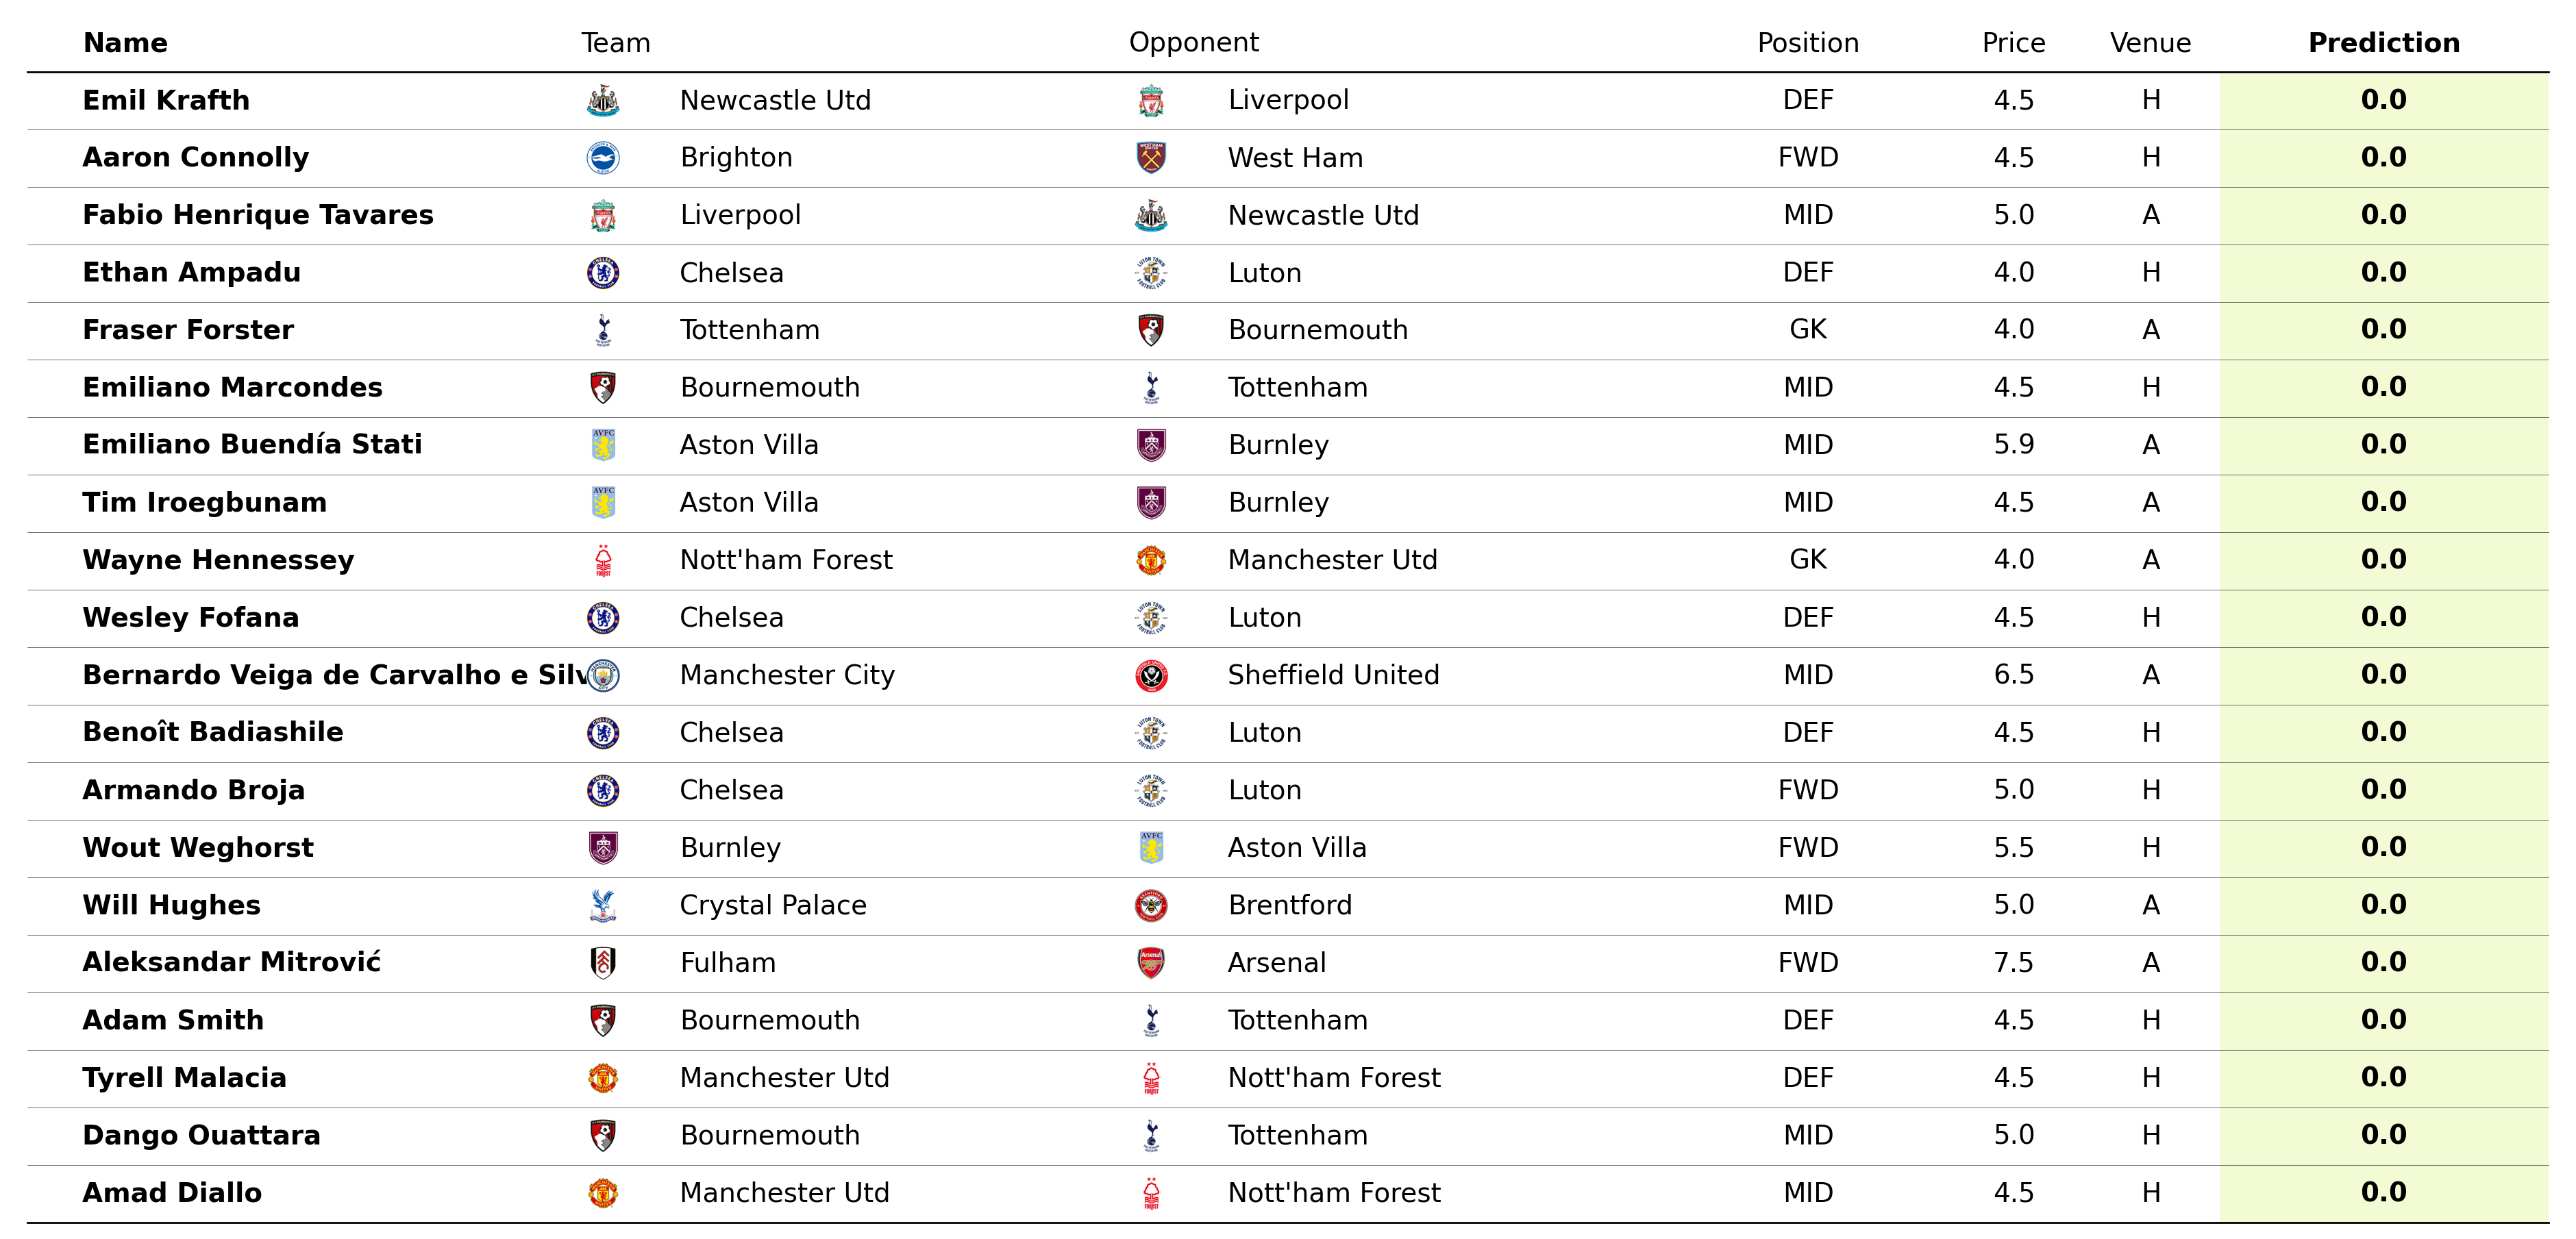 Name Team Opponent Position Price Venue Prediction
Emil Krafth Newcastle Utd Liverpool DEF 4.5 H 0.0
Aaron Connolly Brighton West Ham FWD 4.5 H 0.0
Fabio Henrique Tavares Liverpool Newcastle Utd MID 5.0 A 0.0
Ethan Ampadu Chelsea Luton DEF 4.0 H 0.0
Fraser Forster Tottenham Bournemouth GK 4.0 A 0.0
Emiliano Marcondes Bournemouth Tottenham MID 4.5 H 0.0
Emiliano Buendía Stati Aston Villa Burnley MID 5.9 A 0.0
Tim Iroegbunam Aston Villa Burnley MID 4.5 A 0.0
Wayne Hennessey Nott'ham Forest Manchester Utd GK 4.0 A 0.0
Wesley Fofana Chelsea Luton DEF 4.5 H 0.0
Bernardo Veiga de Carvalho e Silv Manchester City Sheffield United MID 6.5 A 0.0
Benoît Badiashile Chelsea Luton DEF 4.5 H 0.0
Armando Broja Chelsea Luton FWD 5.0 H 0.0
Wout Weghorst Burnley Aston Villa FWD 5.5 H 0.0
Will Hughes Crystal Palace Brentford MID 5.0 A 0.0
Aleksandar Mitrović Fulham Arsenal FWD 7.5 A 0.0
Adam Smith Bournemouth Tottenham DEF 4.5 H 0.0
Tyrell Malacia Manchester Utd Nott'ham Forest DEF 4.5 H 0.0
Dango Ouattara Bournemouth Tottenham MID 5.0 H 0.0
Amad Diallo Manchester Utd Nott'ham Forest MID 4.5 H 0.0